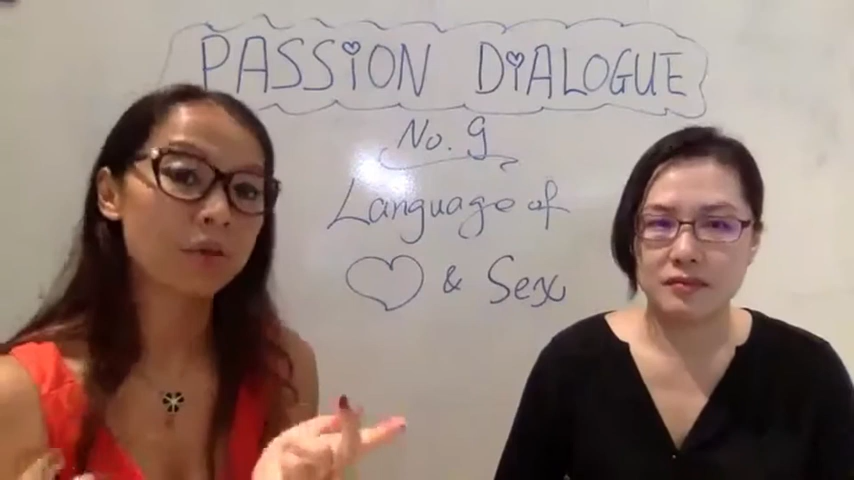 PASSION DIALOGUE
No. 9
Language of
♡ & Sex